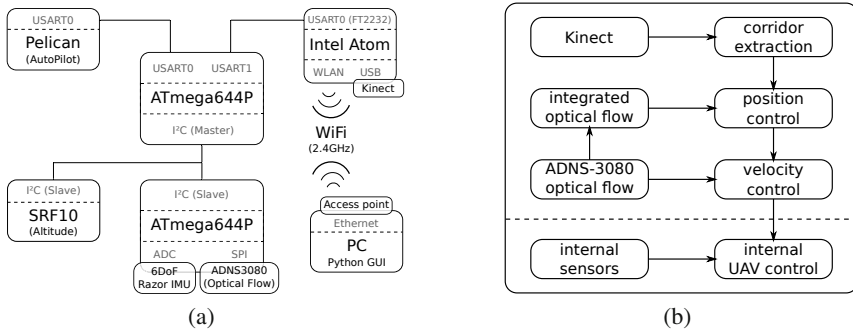 USART0
Pelican
(AutoPilot)
USART0 USART1
ATmega644P
I²C (Master)
USART0 (FT2232)
Intel Atom
WLAN USB
Kinect
WiFi
(2.4GHz)
I²C (Slave)
SRF10
(Altitude)
I²C (Slave)
ATmega644P
ADC SPI
6DoF
Razor IMU
ADNS3080
(Optical Flow)
Access point
Ethernet
PC
Python GUI
(a)
Kinect
corridor
extraction
integrated
optical flow
position
control
ADNS-3080
optical flow
velocity
control
internal
sensors
internal
UAV control
(b)